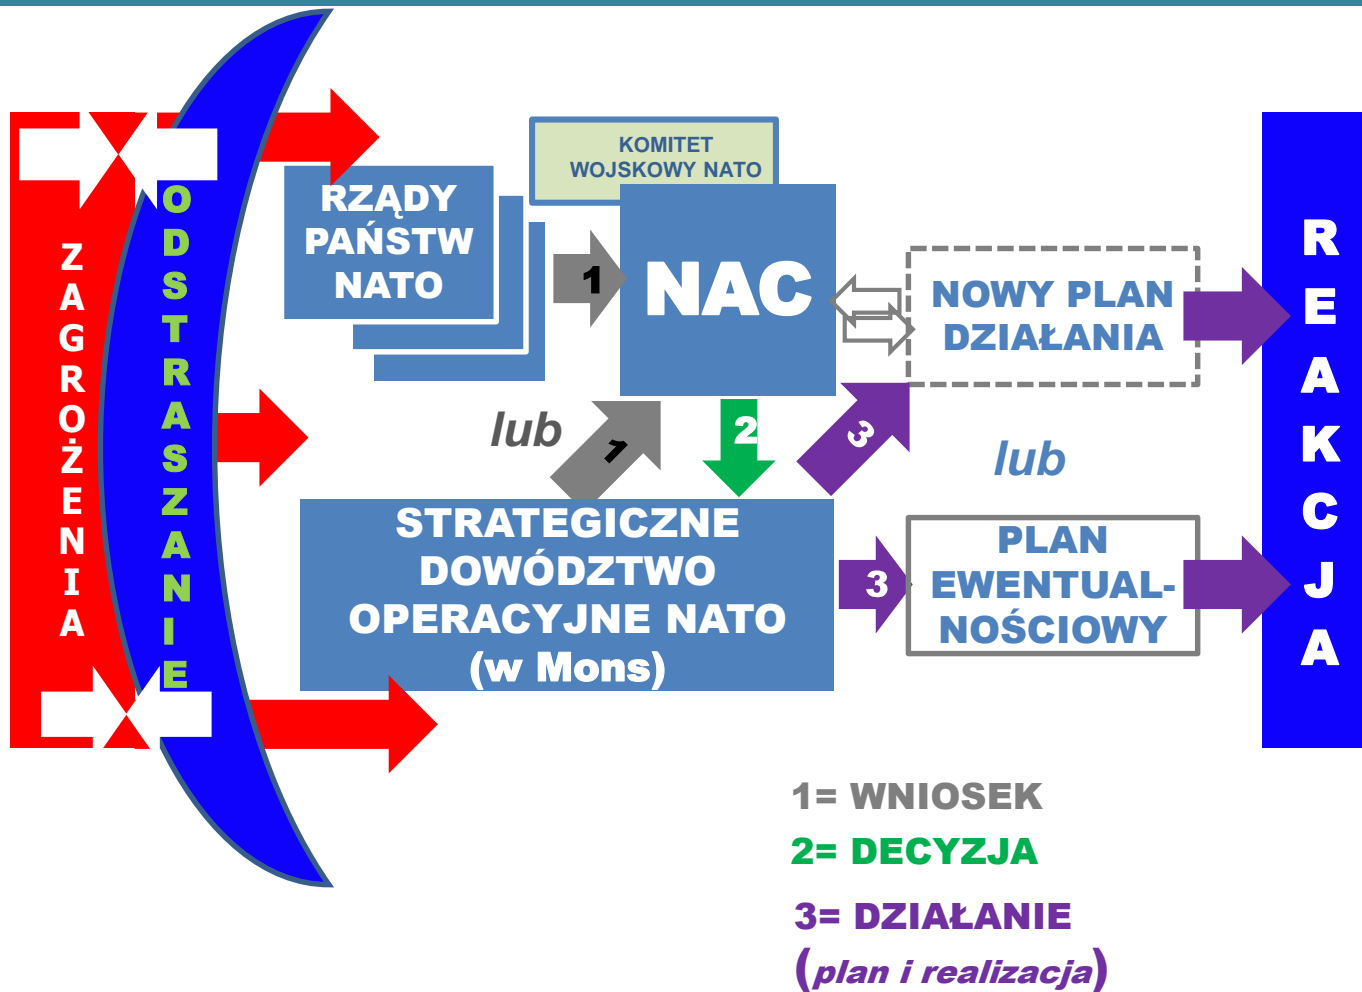 ZAGROŻENIA
ODSTRASZANIE
KOMITET
WOJSKOWY NATO
RZĄDY
PAŃSTW
NATO
1
NAC
NOWY PLAN
DZIAŁANIA
lub
1
2
3
lub
STRATEGICZNE
DOWÓDZTWO
OPERACYJNE NATO
(w Mons)
3
PLAN
EWENTUAL-
NOŚCIOWY
REAKCJA
1= WNIOSEK
2= DECYZJA
3= DZIAŁANIE
(plan i realizacja)